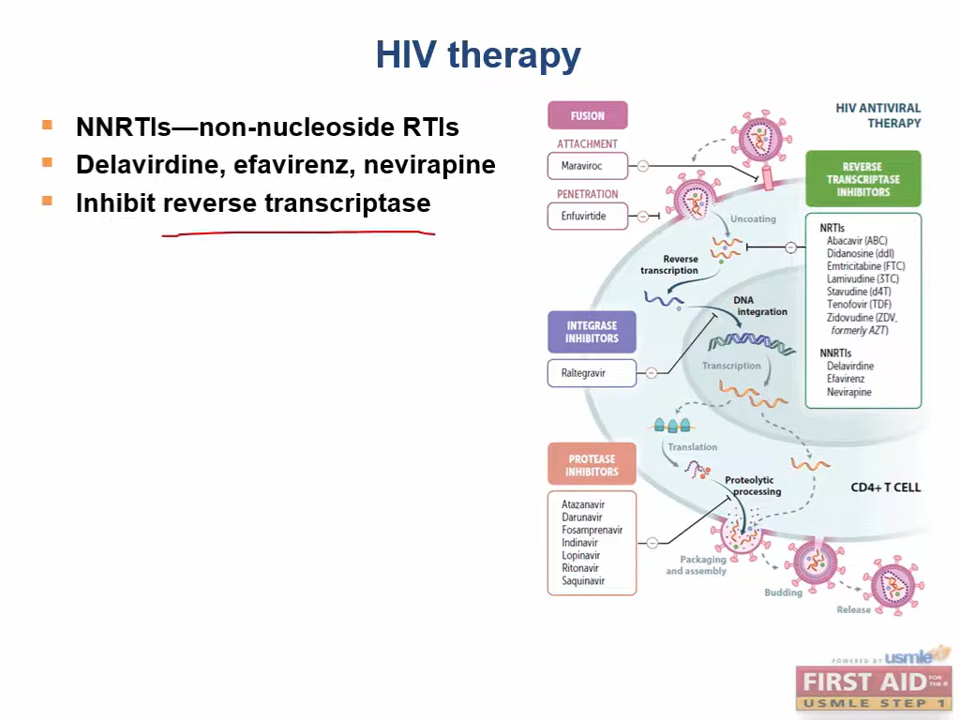 HIV therapy
NNRTIs—non-nucleoside RTIs
Delavirdine, efavirenz, nevirapine
Inhibit reverse transcriptase
HIV ANTIVIRAL
THERAPY
FUSION
ATTACHMENT
Maraviroc
PENETRATION
Enfuvirtide
REVERSE
TRANSCRIPTASE
INHIBITORS
NRTIs
Abacavir (ABC)
Didanosine (ddI)
Emtricitabine (FTC)
Lamivudine (3TC)
Stavudine (d4T)
Tenofovir (TDF)
Zidovudine (ZDV,
formerly AZT)
NNRTIs
Delavirdine
Efavirenz
Nevirapine
Uncoating
Reverse
transcription
DNA
integration
INTEGRASE
INHIBITORS
Raltegravir
Transcription
Translation
PROTEASE
INHIBITORS
Atazanavir
Darunavir
Fosamprenavir
Indinavir
Lopinavir
Ritonavir
Saquinavir
Proteolytic
processing
CD4+ T CELL
Packaging
and assembly
Budding
Release
POWERED BY usmle
FIRST AID FOR THE ®
USMLE STEP 1